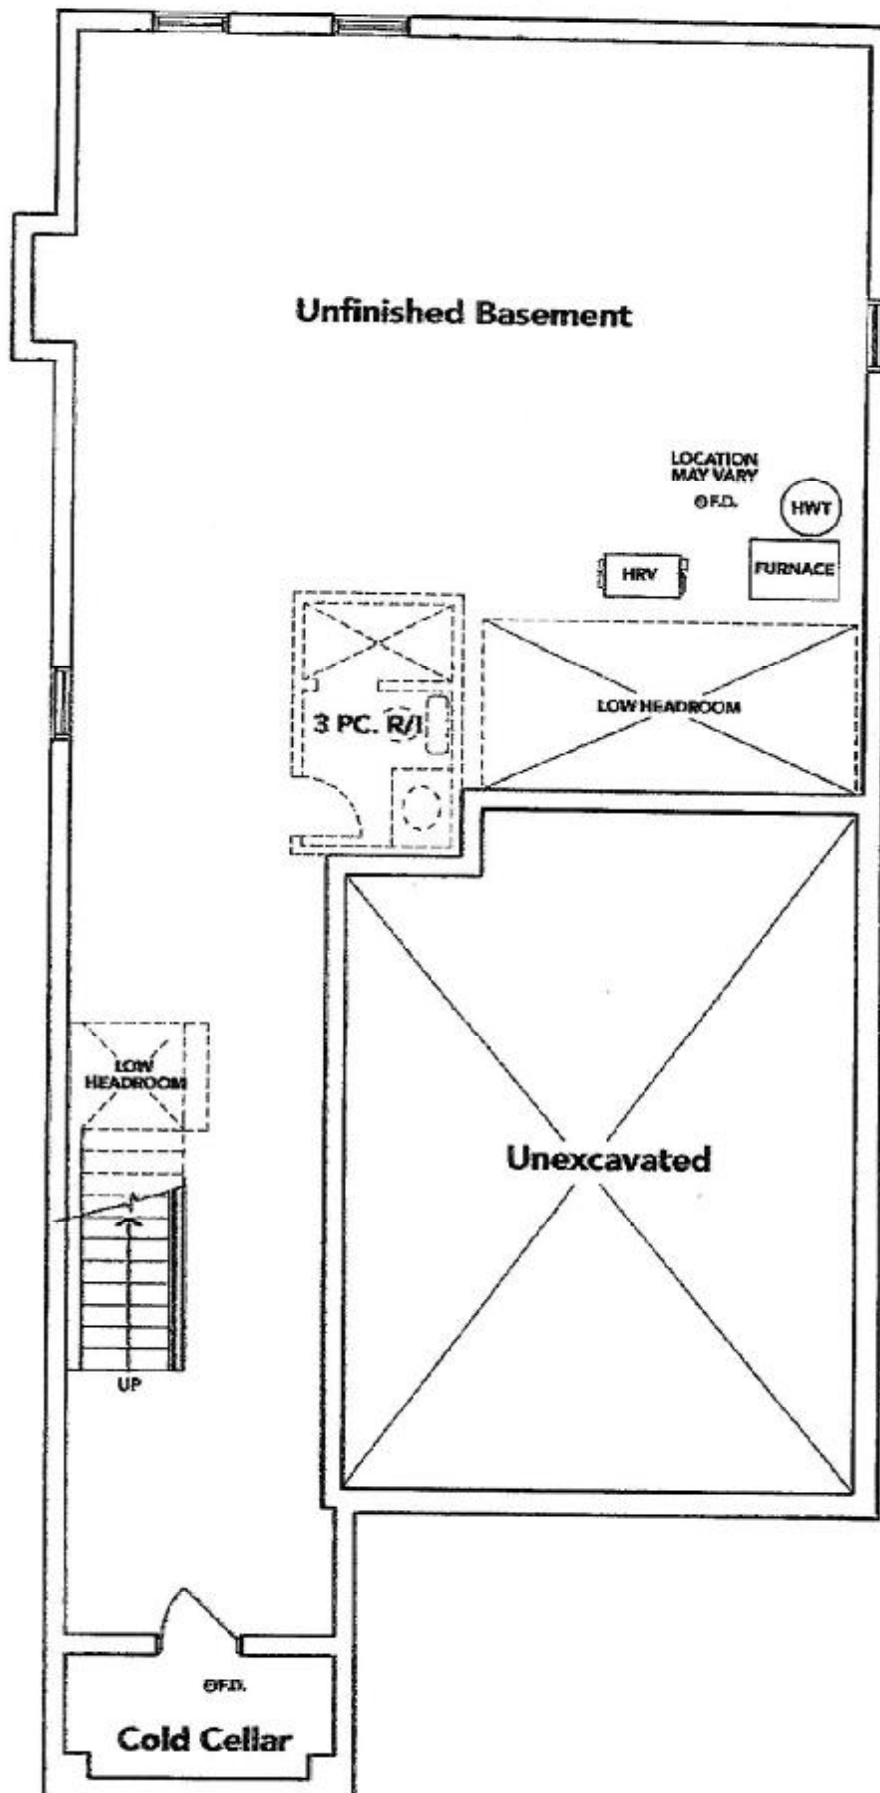 Unfinished Basement
LOCATION
MAY VARY
F.D.
HWT
HRV
FURNACE
3 PC. R/I
LOW HEADROOM
LOW
HEADROOM
Unexcavated
UP
F.D.
Cold Cellar